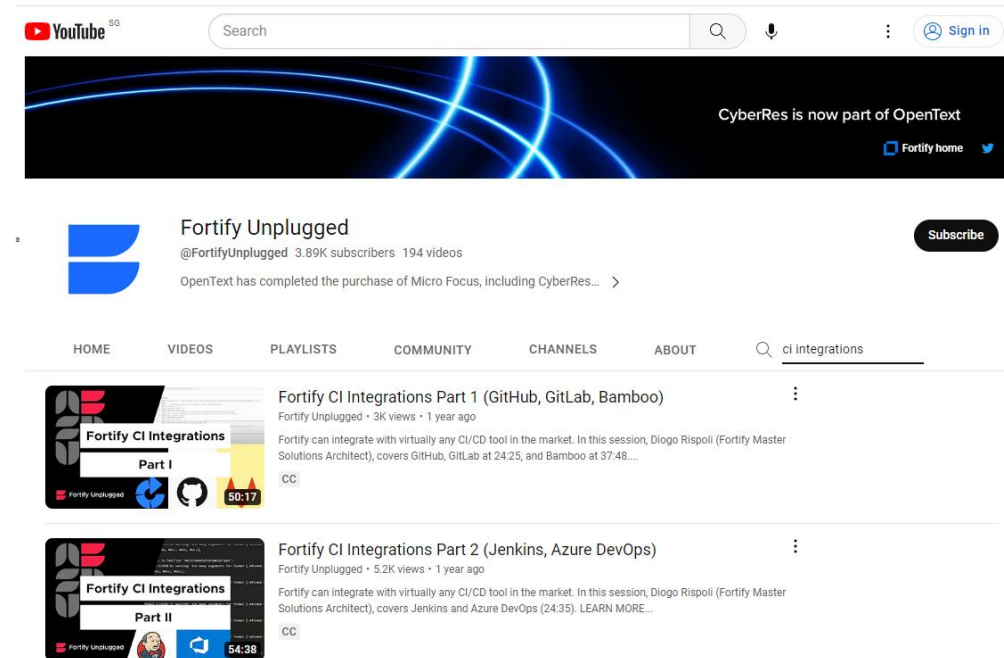 YouTube SG
Search
Sign in
CyberRes is now part of OpenText
Fortify home
s
Fortify Unplugged
@FortifyUnplugged 3.89K subscribers 194 videos
OpenText has completed the purchase of Micro Focus, including CyberRes...
Subscribe
HOME VIDEOS PLAYLISTS COMMUNITY CHANNELS ABOUT ci integrations
Fortify CI Integrations
Part I
Fortify Unplugged
50:17
Fortify CI Integrations Part 1 (GitHub, GitLab, Bamboo)
Fortify Unplugged • 3K views • 1 year ago
Fortify can integrate with virtually any CI/CD tool in the market. In this session, Diogo Rispoli (Fortify Master
Solutions Architect), covers GitHub, GitLab at 24:25, and Bamboo at 37:48....
CC
Fortify CI Integrations
Part II
Fortify Unplugged
54:38
Fortify CI Integrations Part 2 (Jenkins, Azure DevOps)
Fortify Unplugged • 5.2K views • 1 year ago
Fortify can integrate with virtually any CI/CD tool in the market. In this session, Diogo Rispoli (Fortify Master
Solutions Architect), covers Jenkins and Azure DevOps (24:35). LEARN MORE...
CC